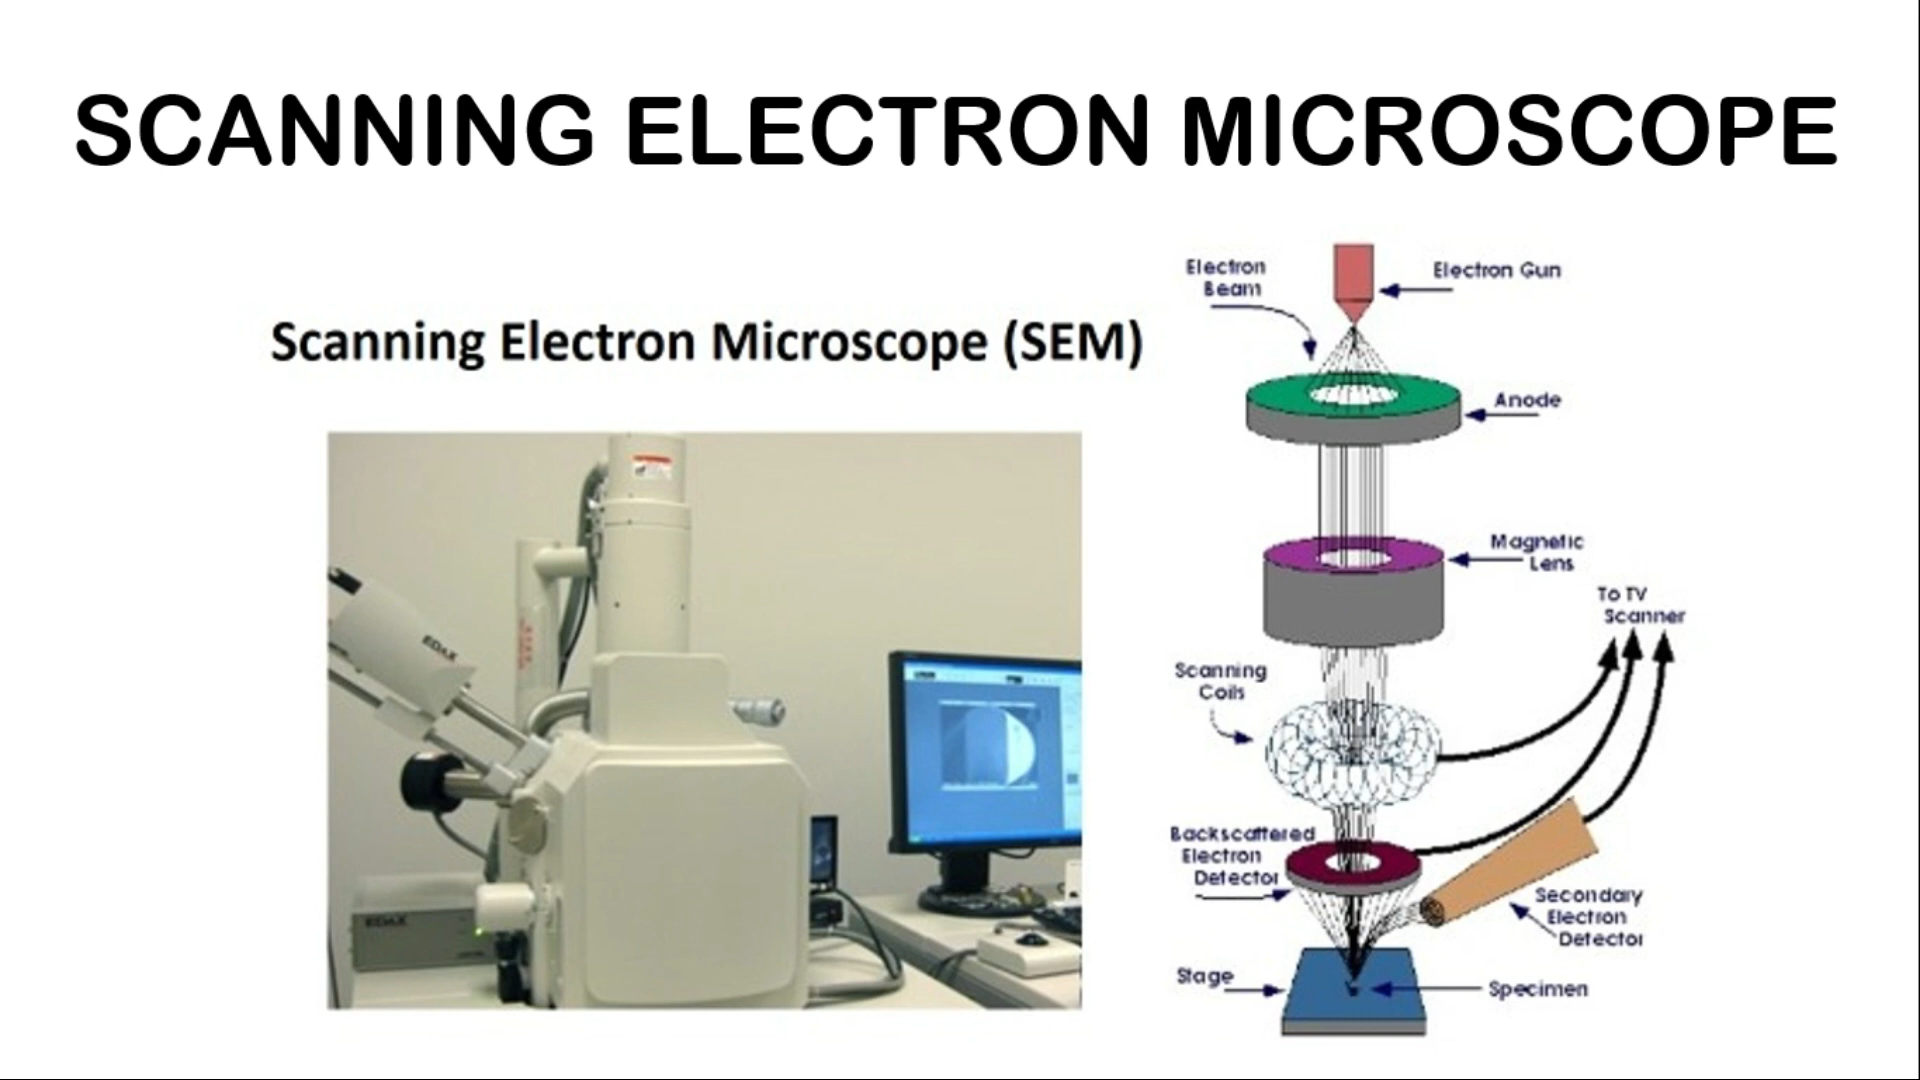 SCANNING ELECTRON MICROSCOPE
Scanning Electron Microscope (SEM)
EDAX
EDAX
Electron
Beam
Electron Gun
Anode
Magnetic
Lens
To TV
Scanner
Scanning
Coils
Backscattered
Electron
Detector
Secondary
Electron
Detector
Stage
Specimen